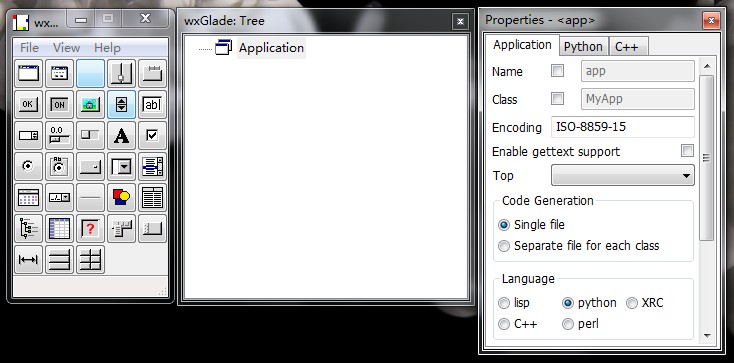 wx...
File View Help
OK
ON
ab
0.0
A
Rb
?
wxGlade: Tree
Application
Properties - <app>
Application Python C++
Name app
Class MyApp
Encoding ISO-8859-15
Enable gettext support
Top
Code Generation
Single file
Separate file for each class
Language
lisp python XRC
C++ perl